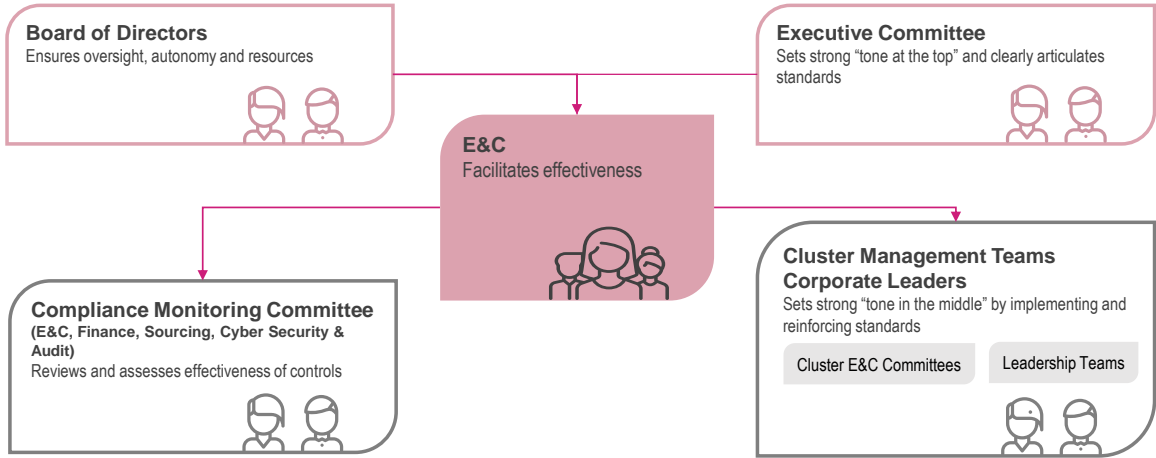 Board of Directors
Ensures oversight, autonomy and resources
Executive Committee
Sets strong “tone at the top” and clearly articulates
standards
E&C
Facilitates effectiveness
Compliance Monitoring Committee
(E&C, Finance, Sourcing, Cyber Security &
Audit)
Reviews and assesses effectiveness of controls
Cluster Management Teams
Corporate Leaders
Sets strong “tone in the middle” by implementing and
reinforcing standards
Cluster E&C Committees
Leadership Teams